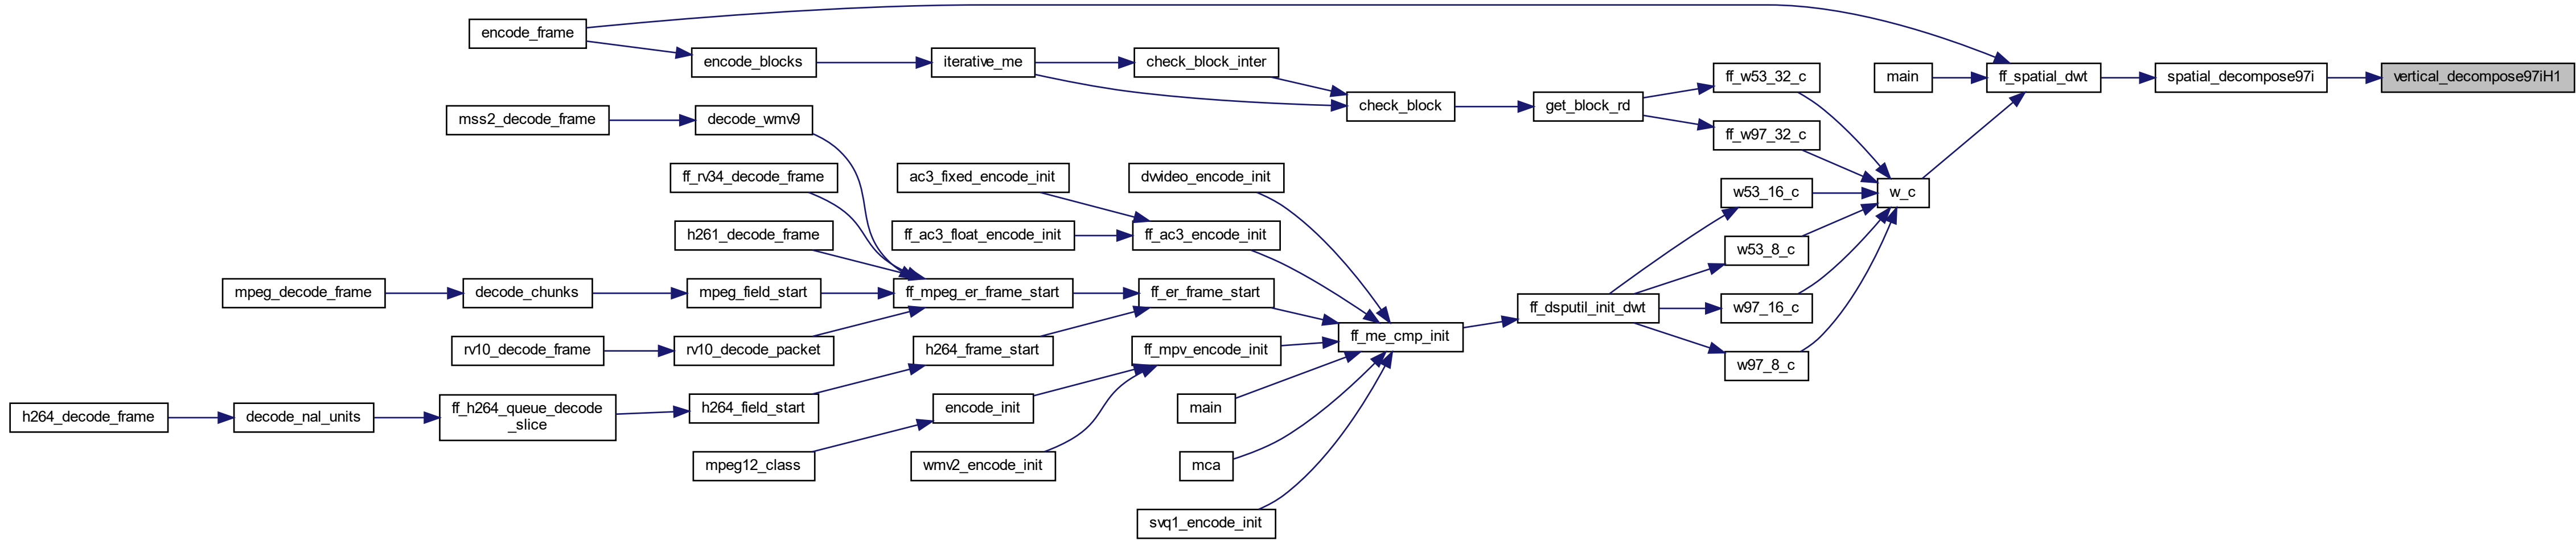 encode_frame
encode_blocks
iterative_me
check_block_inter
ff_w53_32_c
main
ff_spatial_dwt
spatial_decompose97i
vertical_decompose97iH1
mss2_decode_frame
decode_wmv9
check_block
get_block_rd
ff_w97_32_c
ff_rv34_decode_frame
ac3_fixed_encode_init
dvvideo_encode_init
w53_16_c
w_c
h261_decode_frame
ff_ac3_float_encode_init
ff_ac3_encode_init
w53_8_c
mpeg_decode_frame
decode_chunks
mpeg_field_start
ff_mpeg_er_frame_start
ff_er_frame_start
ff_dsputil_init_dwt
w97_16_c
rv10_decode_frame
rv10_decode_packet
h264_frame_start
ff_mpv_encode_init
ff_me_cmp_init
w97_8_c
h264_decode_frame
decode_nal_units
ff_h264_queue_decode
_slice
h264_field_start
encode_init
main
mpeg12_class
wmv2_encode_init
mca
svq1_encode_init